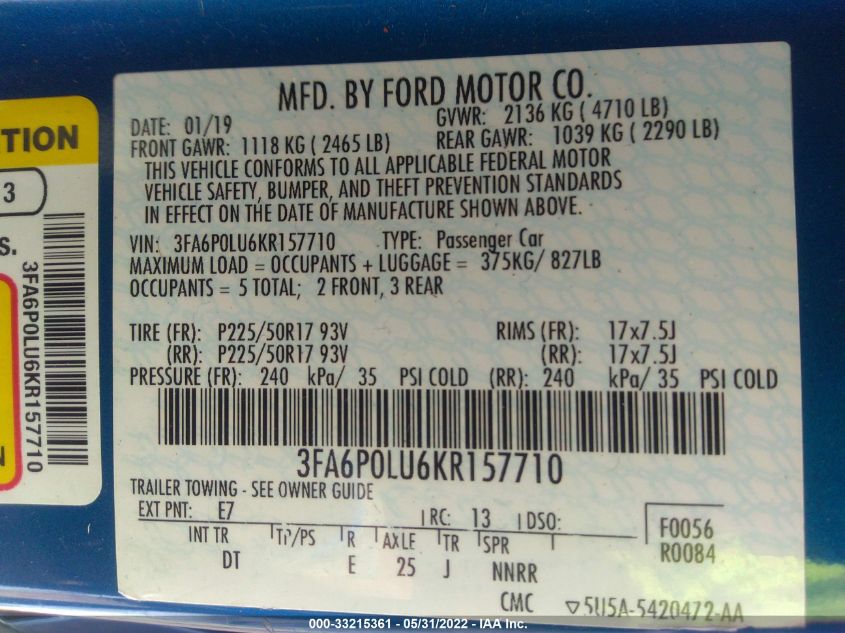 MFD. BY FORD MOTOR CO.
DATE: 01/19 GVWR: 2136 KG ( 4710 LB)
FRONT GAWR: 1118 KG ( 2465 LB) REAR GAWR: 1039 KG ( 2290 LB)
THIS VEHICLE CONFORMS TO ALL APPLICABLE FEDERAL MOTOR
VEHICLE SAFETY, BUMPER, AND THEFT PREVENTION STANDARDS
IN EFFECT ON THE DATE OF MANUFACTURE SHOWN ABOVE.
VIN: 3FA6P0LU6KR157710 TYPE: Passenger Car
MAXIMUM LOAD = OCCUPANTS + LUGGAGE = 375KG/ 827LB
OCCUPANTS = 5 TOTAL; 2 FRONT, 3 REAR
TIRE (FR): P225/50R17 93V RIMS (FR): 17x7.5J
(RR): P225/50R17 93V (RR): 17x7.5J
PRESSURE (FR): 240 kPa/ 35 PSI COLD (RR): 240 kPa/ 35 PSI COLD
3FA6P0LU6KR157710
TRAILER TOWING - SEE OWNER GUIDE
EXT PNT: E7 RC: 13 DSO: F0056
INT TR TP/PS R AXLE TR SPR R0084
DT E 25 J NNRR
CMC 5U5A-5420472-AA
TION
3
S.
3FA6P0LU6KR157710
N
000-33215361 - 05/31/2022 - IAA Inc.